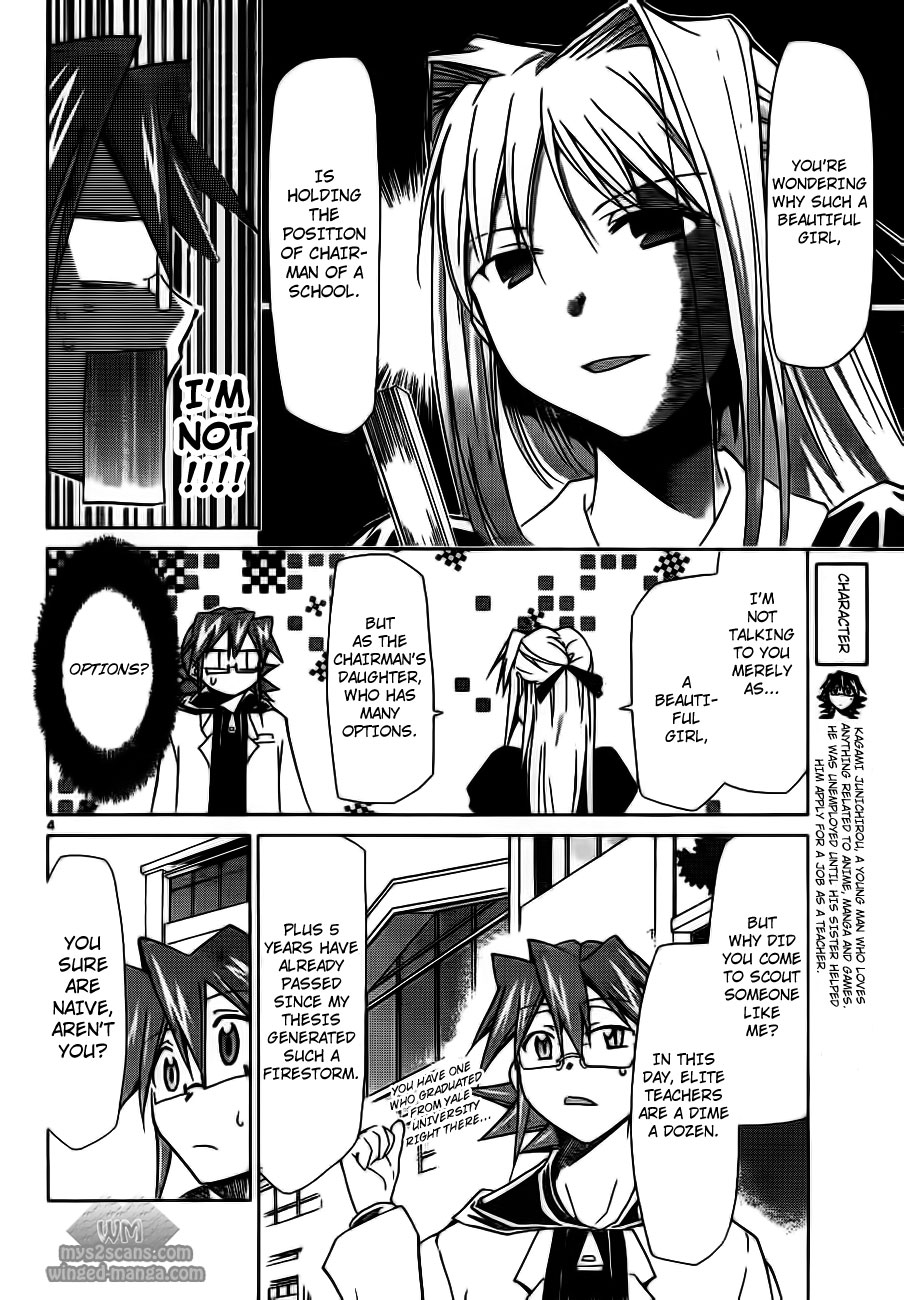 YOU'RE
WONDERING
WHY SUCH A
BEAUTIFUL
GIRL,
IS
HOLDING
THE
POSITION
OF CHAIR-
MAN OF A
SCHOOL.
I'M
NOT
!!!!
I'M
NOT
TALKING
TO YOU
MERELY
AS...
A
BEAUTI-
FUL
GIRL,
BUT
AS THE
CHAIRMAN'S
DAUGHTER,
WHO HAS
MANY
OPTIONS.
OPTIONS?
CHARACTER
KAGAMI JUNICHIROU, A YOUNG MAN WHO LOVES
ANYTHING RELATED TO ANIME, MANGA AND GAMES.
HE WAS UNEMPLOYED UNTIL HIS SISTER HELPED
HIM APPLY FOR A JOB AS A TEACHER.
4
BUT
WHY DID
YOU COME
TO SCOUT
SOMEONE
LIKE
ME?
IN THIS
DAY, ELITE
TEACHERS
ARE A DIME
A DOZEN.
YOU HAVE ONE
WHO GRADUATED
FROM YALE
UNIVERSITY
RIGHT THERE...
PLUS 5
YEARS HAVE
ALREADY
PASSED
SINCE MY
THESIS
GENERATED
SUCH A
FIRESTORM.
YOU
SURE
ARE
NAIVE,
AREN'T
YOU?
WM
mys2scans.com
winged-manga.com